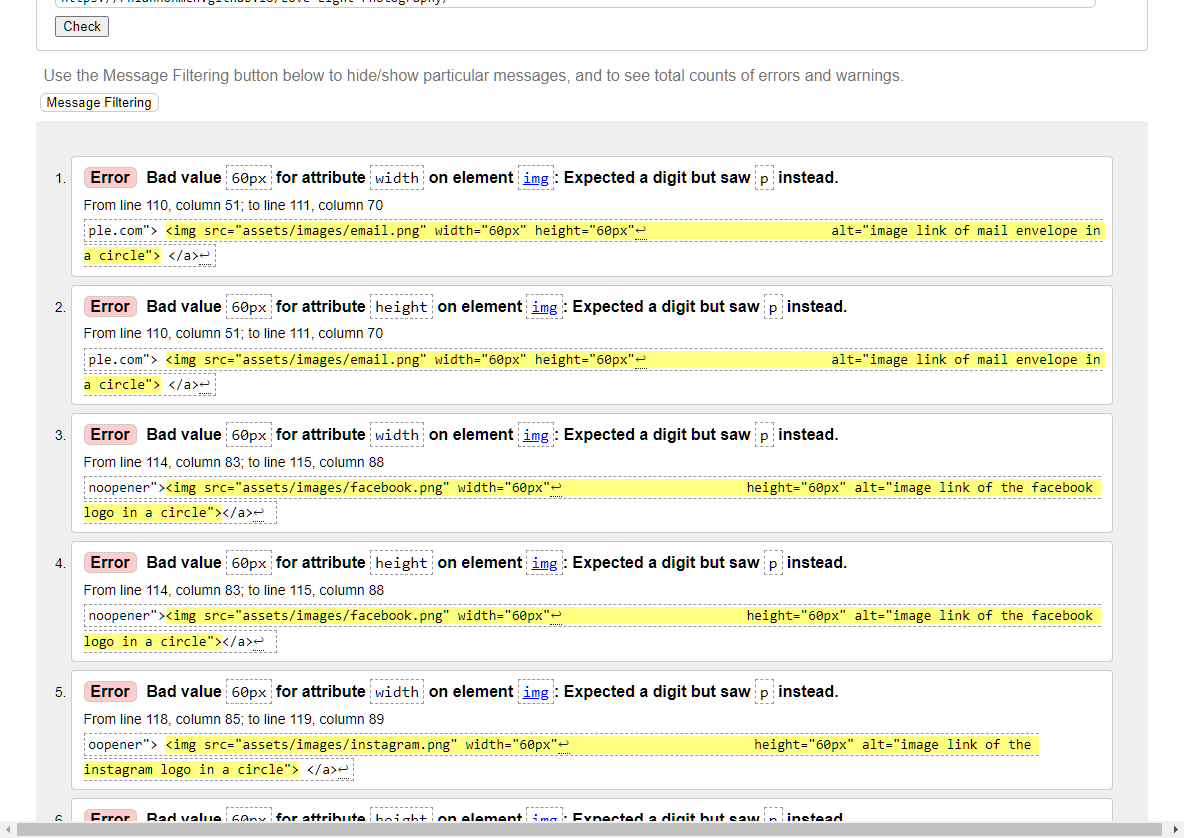 Check
Use the Message Filtering button below to hide/show particular messages, and to see total counts of errors and warnings.
Message Filtering
1. Error Bad value 60px for attribute width on element img: Expected a digit but saw p instead.
From line 110, column 51; to line 111, column 70
ple.com"> <img src="assets/images/email.png" width="60px" height="60px"↩ alt="image link of mail envelope in
a circle"> </a>↩
2. Error Bad value 60px for attribute height on element img: Expected a digit but saw p instead.
From line 110, column 51; to line 111, column 70
ple.com"> <img src="assets/images/email.png" width="60px" height="60px"↩ alt="image link of mail envelope in
a circle"> </a>↩
3. Error Bad value 60px for attribute width on element img: Expected a digit but saw p instead.
From line 114, column 83; to line 115, column 88
noopener"><img src="assets/images/facebook.png" width="60px"↩ height="60px" alt="image link of the facebook
logo in a circle"></a>↩
4. Error Bad value 60px for attribute height on element img: Expected a digit but saw p instead.
From line 114, column 83; to line 115, column 88
noopener"><img src="assets/images/facebook.png" width="60px"↩ height="60px" alt="image link of the facebook
logo in a circle"></a>↩
5. Error Bad value 60px for attribute width on element img: Expected a digit but saw p instead.
From line 118, column 85; to line 119, column 89
oopener"> <img src="assets/images/instagram.png" width="60px"↩ height="60px" alt="image link of the
instagram logo in a circle"> </a>↩
6. Error Bad value 60px for attribute height on element img: Expected a digit but saw p instead.